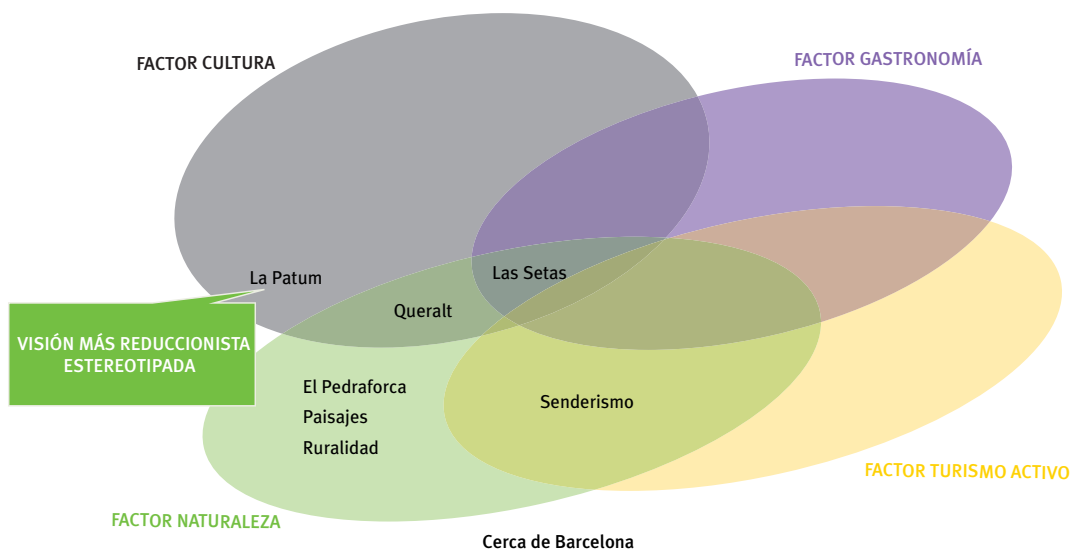 FACTOR CULTURA
FACTOR GASTRONOMÍA
La Patum
Las Setas
Queralt
VISIÓN MÁS REDUCCIONISTA
ESTEREOTIPADA
El Pedraforca
Paisajes
Ruralidad
Senderismo
FACTOR TURISMO ACTIVO
FACTOR NATURALEZA
Cerca de Barcelona